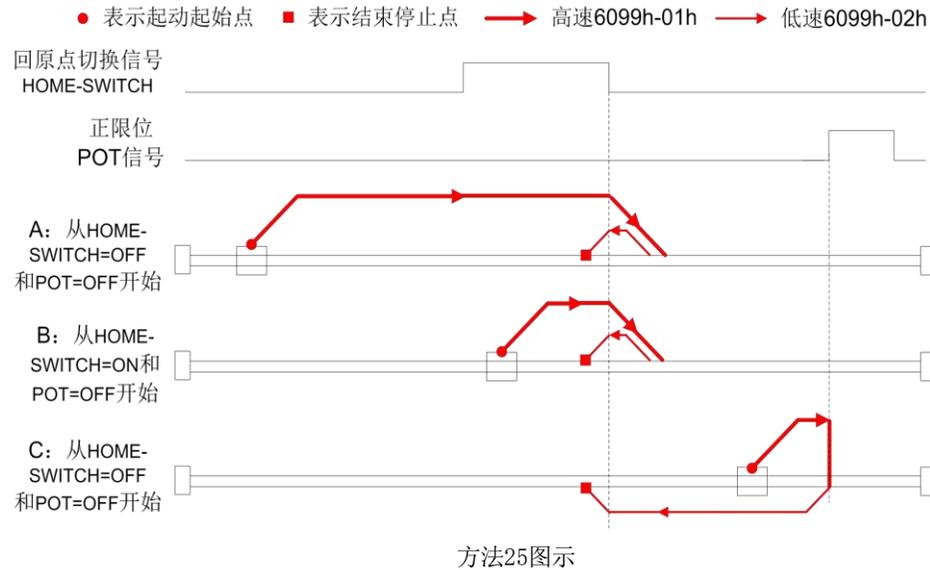 表示起动起始点 表示结束停止点 高速6099h-01h 低速6099h-02h
回原点切换信号
HOME-SWITCH
正限位
POT信号
A：从HOME-
SWITCH=OFF
和POT=OFF开始
B：从HOME-
SWITCH=ON和
POT=OFF开始
C：从HOME-
SWITCH=OFF
和POT=OFF开始
方法25图示